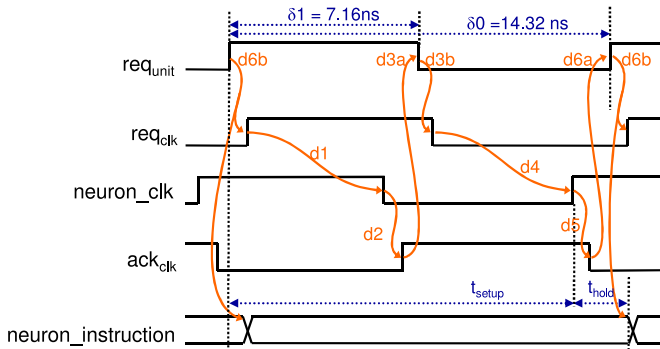 δ1 = 7.16ns
δ0 =14.32 ns
req_unit
d6b
d3a
d3b
d6a
d6b
req_clk
d1
d4
neuron_clk
d2
d5
ack_clk
t_setup
t_hold
neuron_instruction